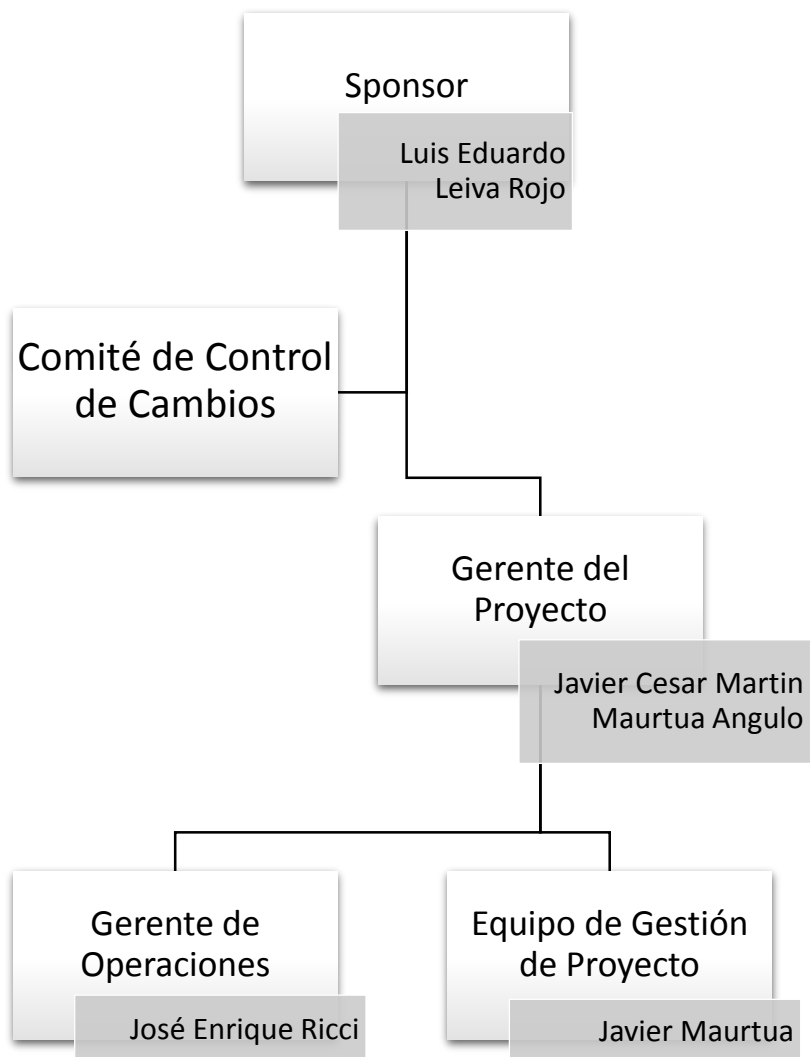 Sponsor
Luis Eduardo
Leiva Rojo
Comité de Control
de Cambios
Gerente del
Proyecto
Javier Cesar Martin
Maurtua Angulo
Gerente de
Operaciones
José Enrique Ricci
Equipo de Gestión
de Proyecto
Javier Maurtua